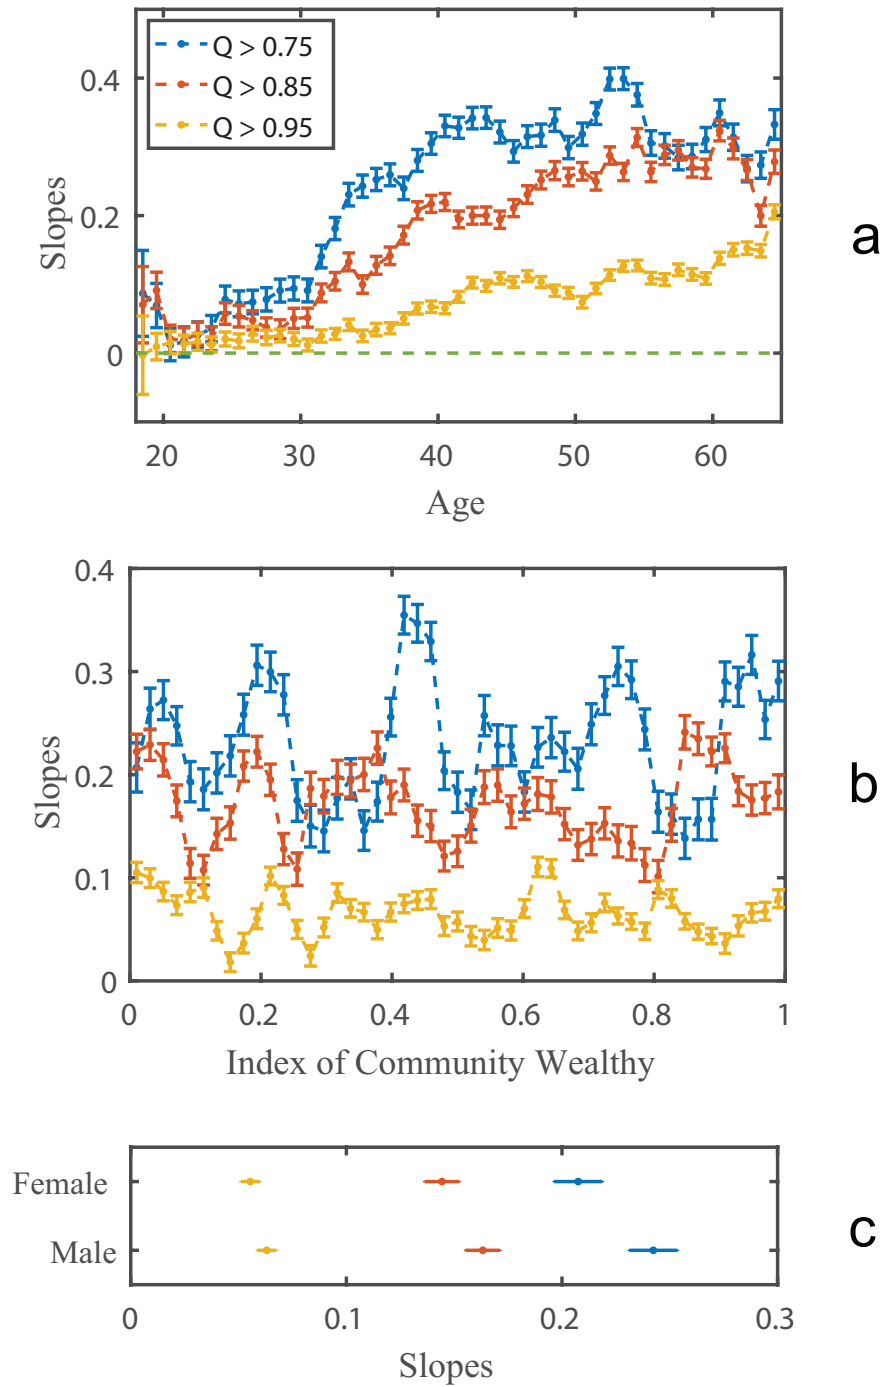 Q > 0.75
Q > 0.85
Q > 0.95
0.4
0.2
0
Slopes
20 30 40 50 60
Age
a
0.4
0.3
0.2
0.1
0
Slopes
0 0.2 0.4 0.6 0.8 1
Index of Community Wealthy
b
Female
Male
0 0.1 0.2 0.3
Slopes
c